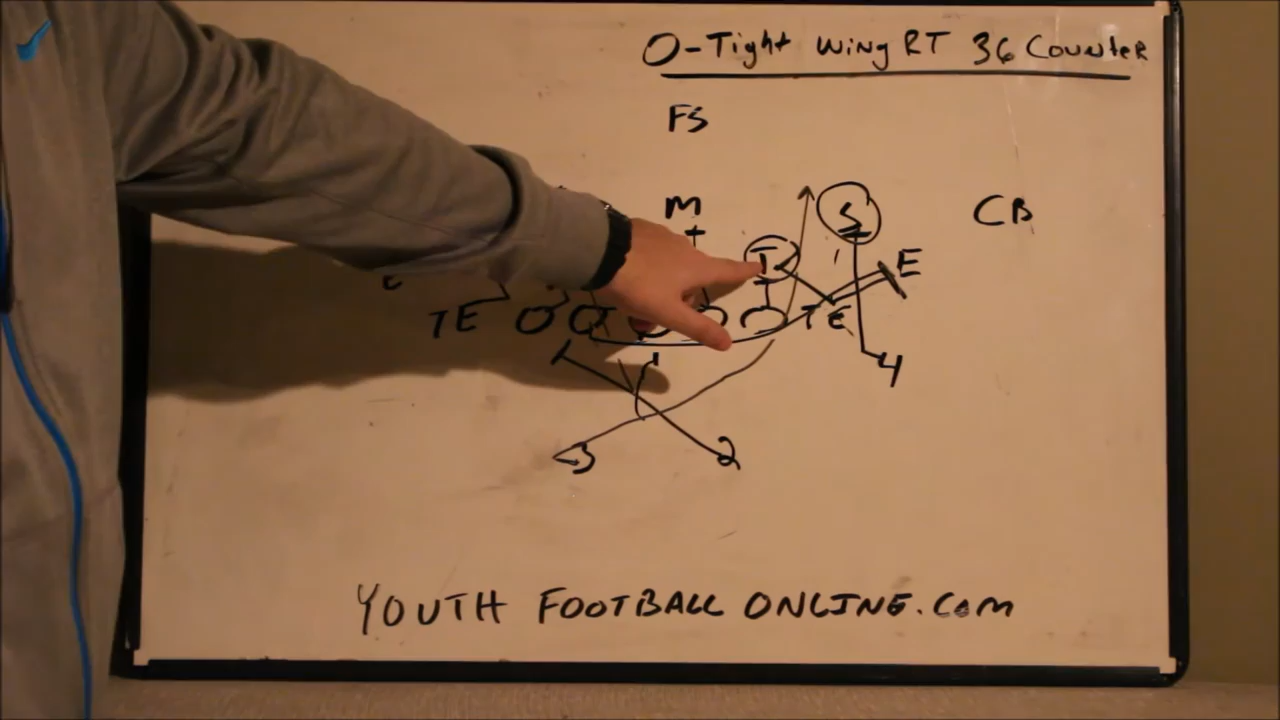 O-Tight Wing RT 36 Counter
FS
M S CB
T E
E
TE TE
1 4
3 2
YOUTH FOOTBALL ONLINE.COM